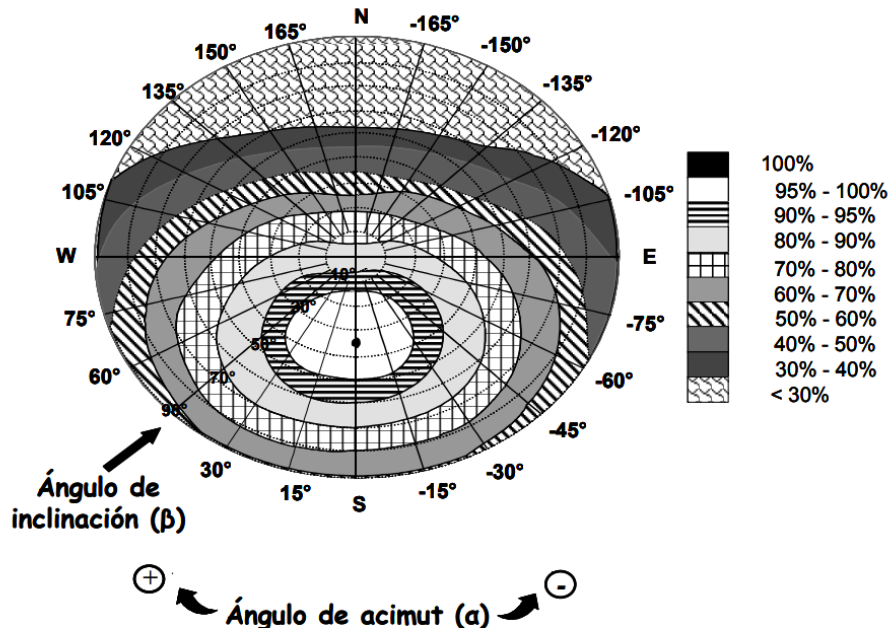 N
165°
-165°
150°
-150°
135°
-135°
120°
-120°
105°
-105°
W
E
75°
-75°
60°
-60°
-45°
30°
-30°
15°
-15°
S
10°
30°
50°
70°
90°
100%
95% - 100%
90% - 95%
80% - 90%
70% - 80%
60% - 70%
50% - 60%
40% - 50%
30% - 40%
< 30%
Ángulo de
inclinación (β)
+
-
Ángulo de acimut (α)